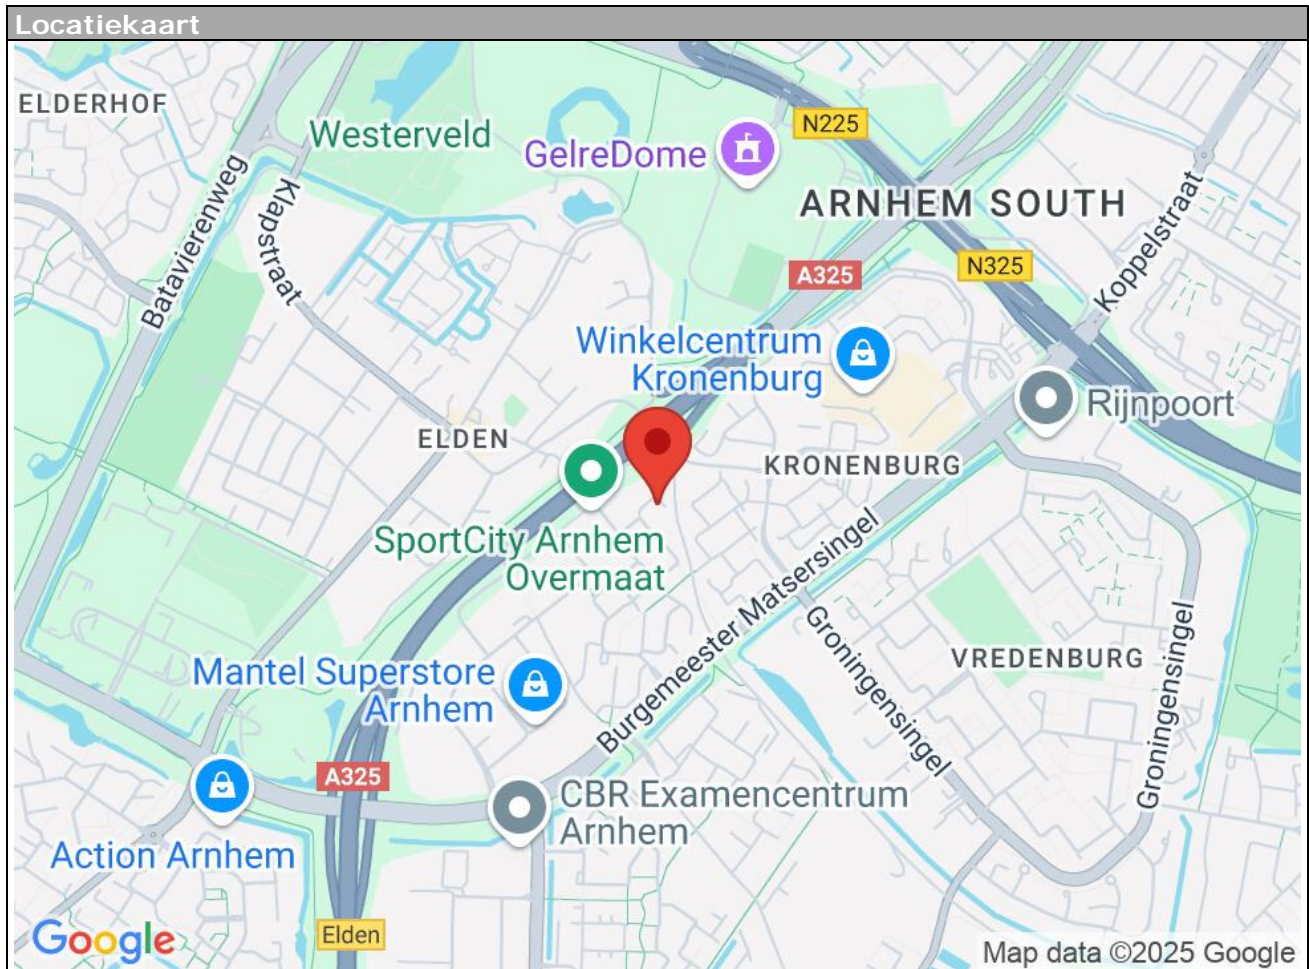 Locatiekaart
ELDERHOF
Westerveld
GelreDome
N225
ARNHEM SOUTH
Batavierenweg
Klapstraat
Koppelstraat
A325
N325
Winkelcentrum
Kronenburg
Rijnpoort
ELDEN
KRONENBURG
SportCity Arnhem
Overmaat
Burgemeester Matsersingel
Groningensingel
VREDENBURG
Groningensingel
Mantel Superstore
Arnhem
A325
CBR Examencentrum
Arnhem
Action Arnhem
Google
Elden
Map data ©2025 Google